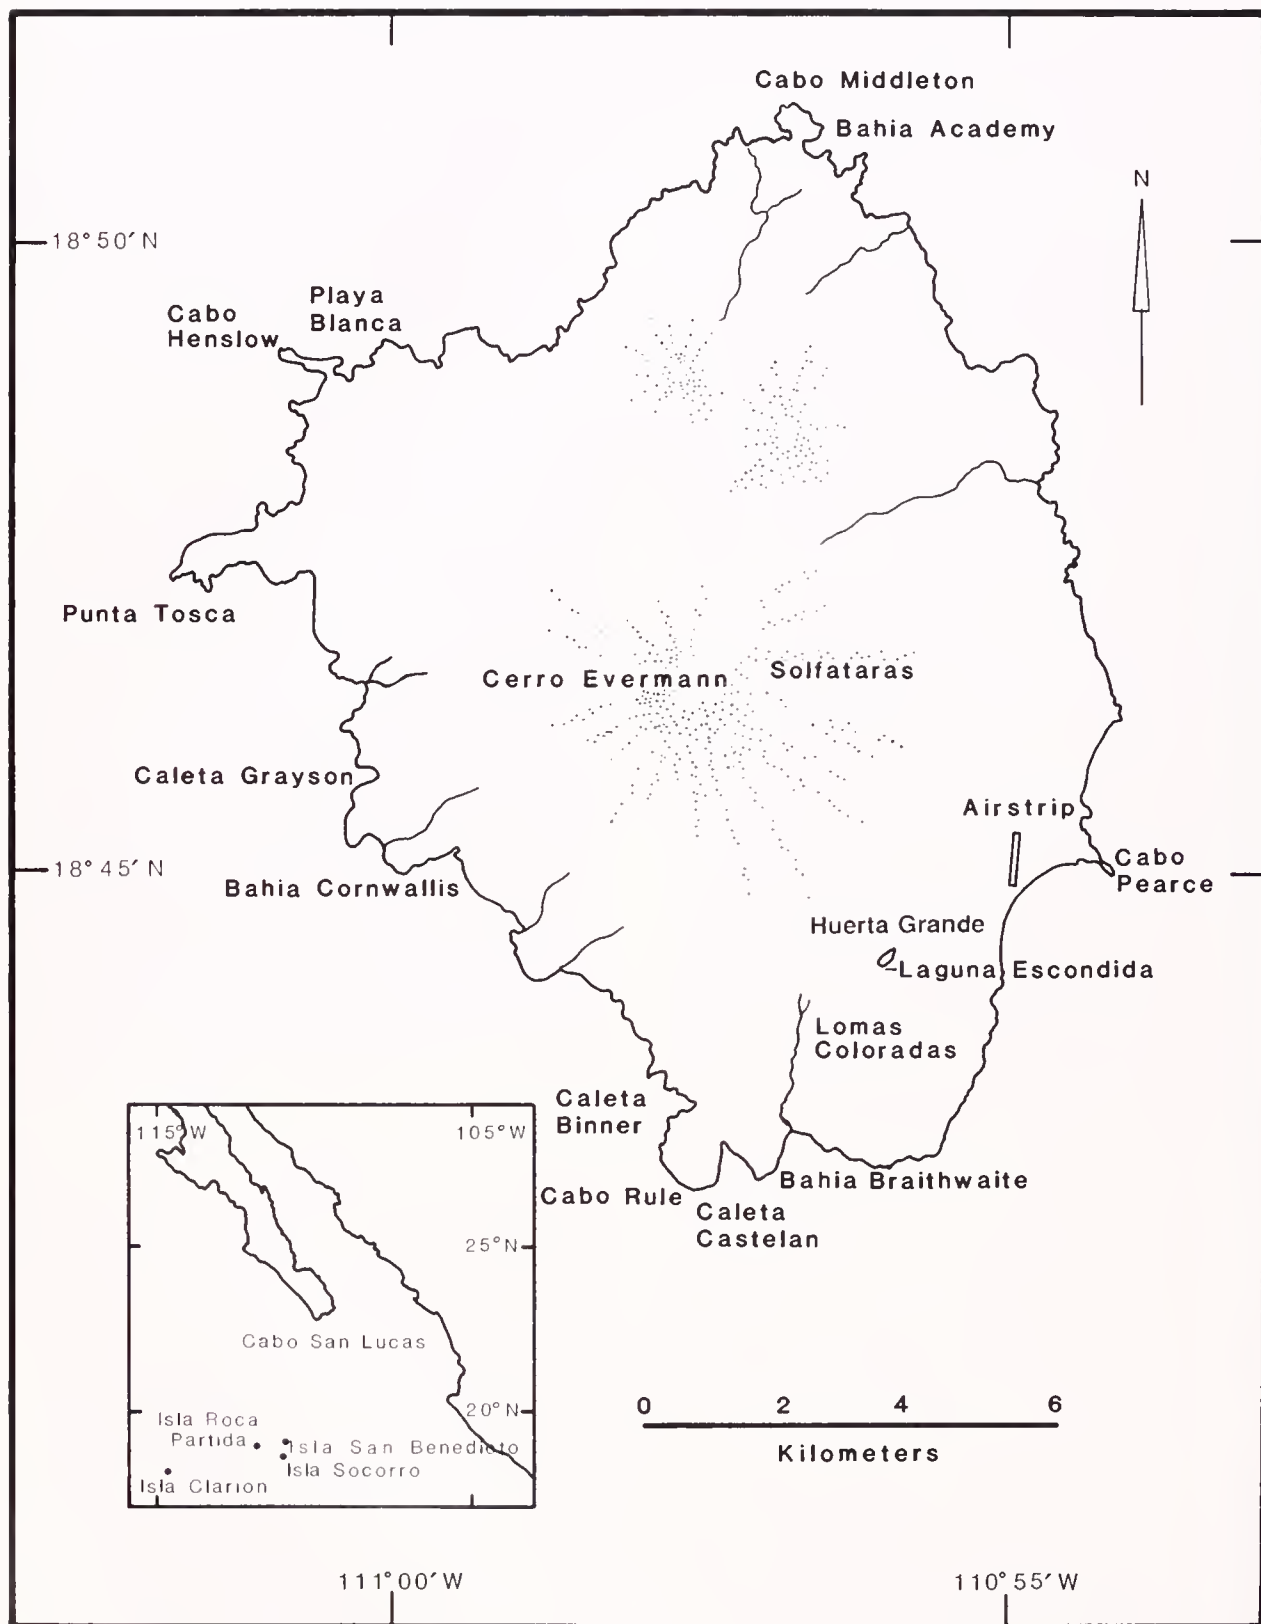 Cabo Middleton
Bahia Academy
N
18°50′N
Playa
Blanca
Cabo
Henslow
Punta Tosca
Cerro Evermann
Solfataras
Caleta Grayson
Airstrip
18°45′N
Cabo
Pearce
Bahia Cornwallis
Huerta Grande
Laguna Escondida
Lomas
Coloradas
Caleta
Binner
115°W
105°W
Bahia Braithwaite
Cabo Rule
Caleta
Castelan
25°N
Cabo San Lucas
0 2 4 6
Kilometers
20°N
Isla Roca
Partida
Isla San Benedicto
Isla Socorro
Isla Clarion
111°00′W
110°55′W